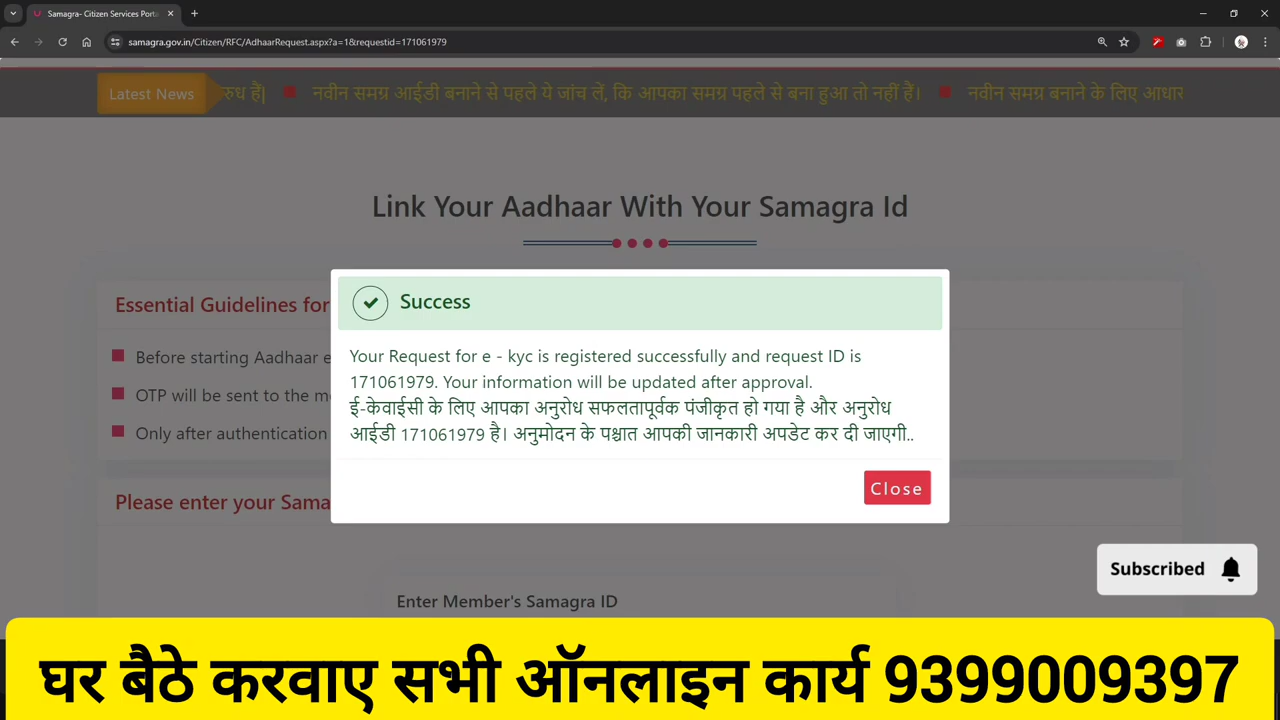 Samagra- Citizen Services Porta
samagra.gov.in/Citizen/RFC/AdhaarRequest.aspx?a=1&requestid=171061979
Latest News
रुध हैं| नवीन समग्र आईडी बनाने से पहले ये जांच लें, कि आपका समग्र पहले से बना हुआ तो नहीं हैं। नवीन समग्र बनाने के लिए आधार
Link Your Aadhaar With Your Samagra Id
Essential Guidelines for
Success
Your Request for e - kyc is registered successfully and request ID is
171061979. Your information will be updated after approval.
ई-केवाईसी के लिए आपका अनुरोध सफलतापूर्वक पंजीकृत हो गया है और अनुरोध
आईडी 171061979 है। अनुमोदन के पश्चात आपकी जानकारी अपडेट कर दी जाएगी..
Close
Before starting Aadhaar e
OTP will be sent to the m
Only after authentication
Please enter your Sama
Subscribed
Enter Member's Samagra ID
घर बैठे करवाए सभी ऑनलाइन कार्य 9399009397